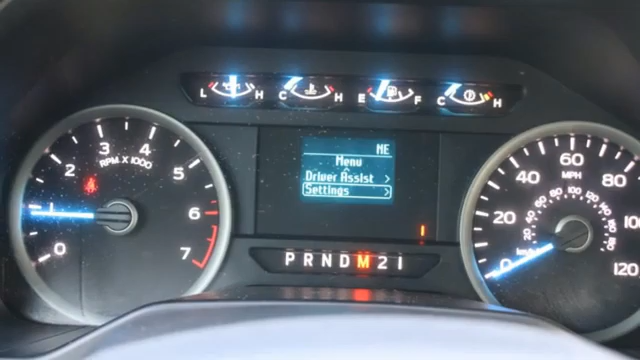 L H C H E F C H
NE
Menu
Driver Assist >
Settings >
P R N D M 2 1
0 1 2 3 4 5 6 7
RPM X 1000
0 20 40 60 80 100 120
MPH
km/h